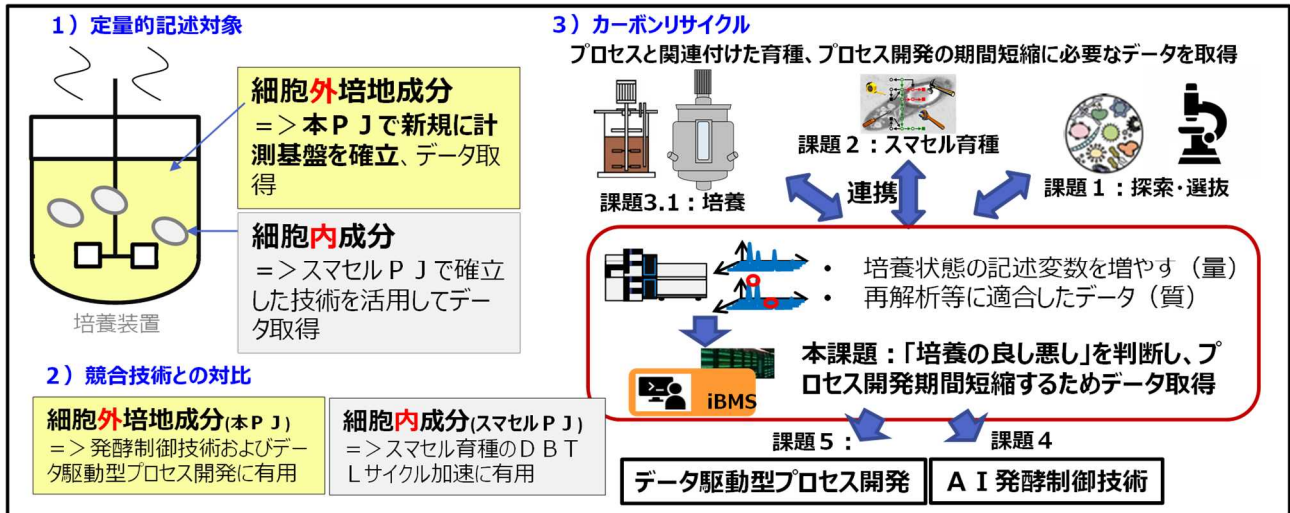 １）定量的記述対象
細胞外培地成分
＝＞本ＰＪで新規に計
測基盤を確立、データ取
得
細胞内成分
＝＞スマセルＰＪで確立
した技術を活用してデー
タ取得
培養装置
２）競合技術との対比
細胞外培地成分(本ＰＪ)
＝＞発酵制御技術およびデー
タ駆動型プロセス開発に有用
細胞内成分(スマセルＰＪ)
＝＞スマセル育種のＤＢＴ
Ｌサイクル加速に有用
３）カーボンリサイクル
プロセスと関連付けた育種、プロセス開発の期間短縮に必要なデータを取得
課題3.1：培養
課題２：スマセル育種
課題１：探索・選抜
連携
・ 培養状態の記述変数を増やす（量）
・ 再解析等に適合したデータ（質）
本課題：「培養の良し悪し」を判断し、プ
ロセス開発期間短縮するためデータ取得
iBMS
課題５：
課題４
データ駆動型プロセス開発
ＡＩ発酵制御技術